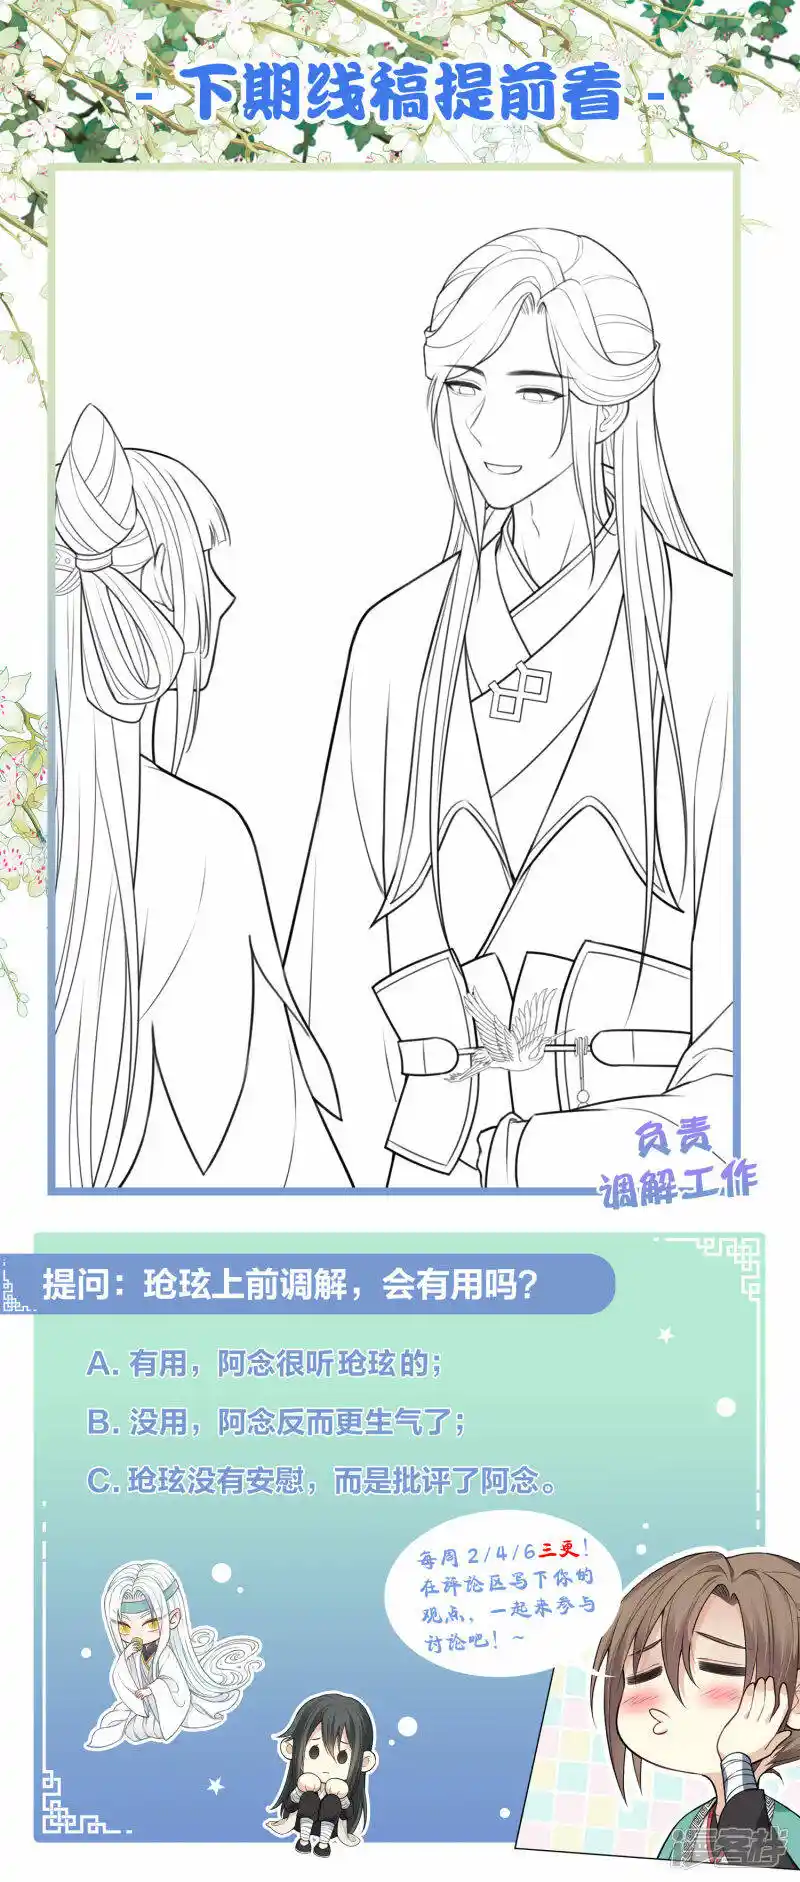 - 下期线稿提前看 -
负责
调解工作
提问：玱玹上前调解，会有用吗？
A. 有用，阿念很听玱玹的；
B. 没用，阿念反而更生气了；
C. 玱玹没有安慰，而是批评了阿念。
每周 2/4/6三更！
在评论区写下你的
观点，一起来参与
讨论吧！~
漫客栈